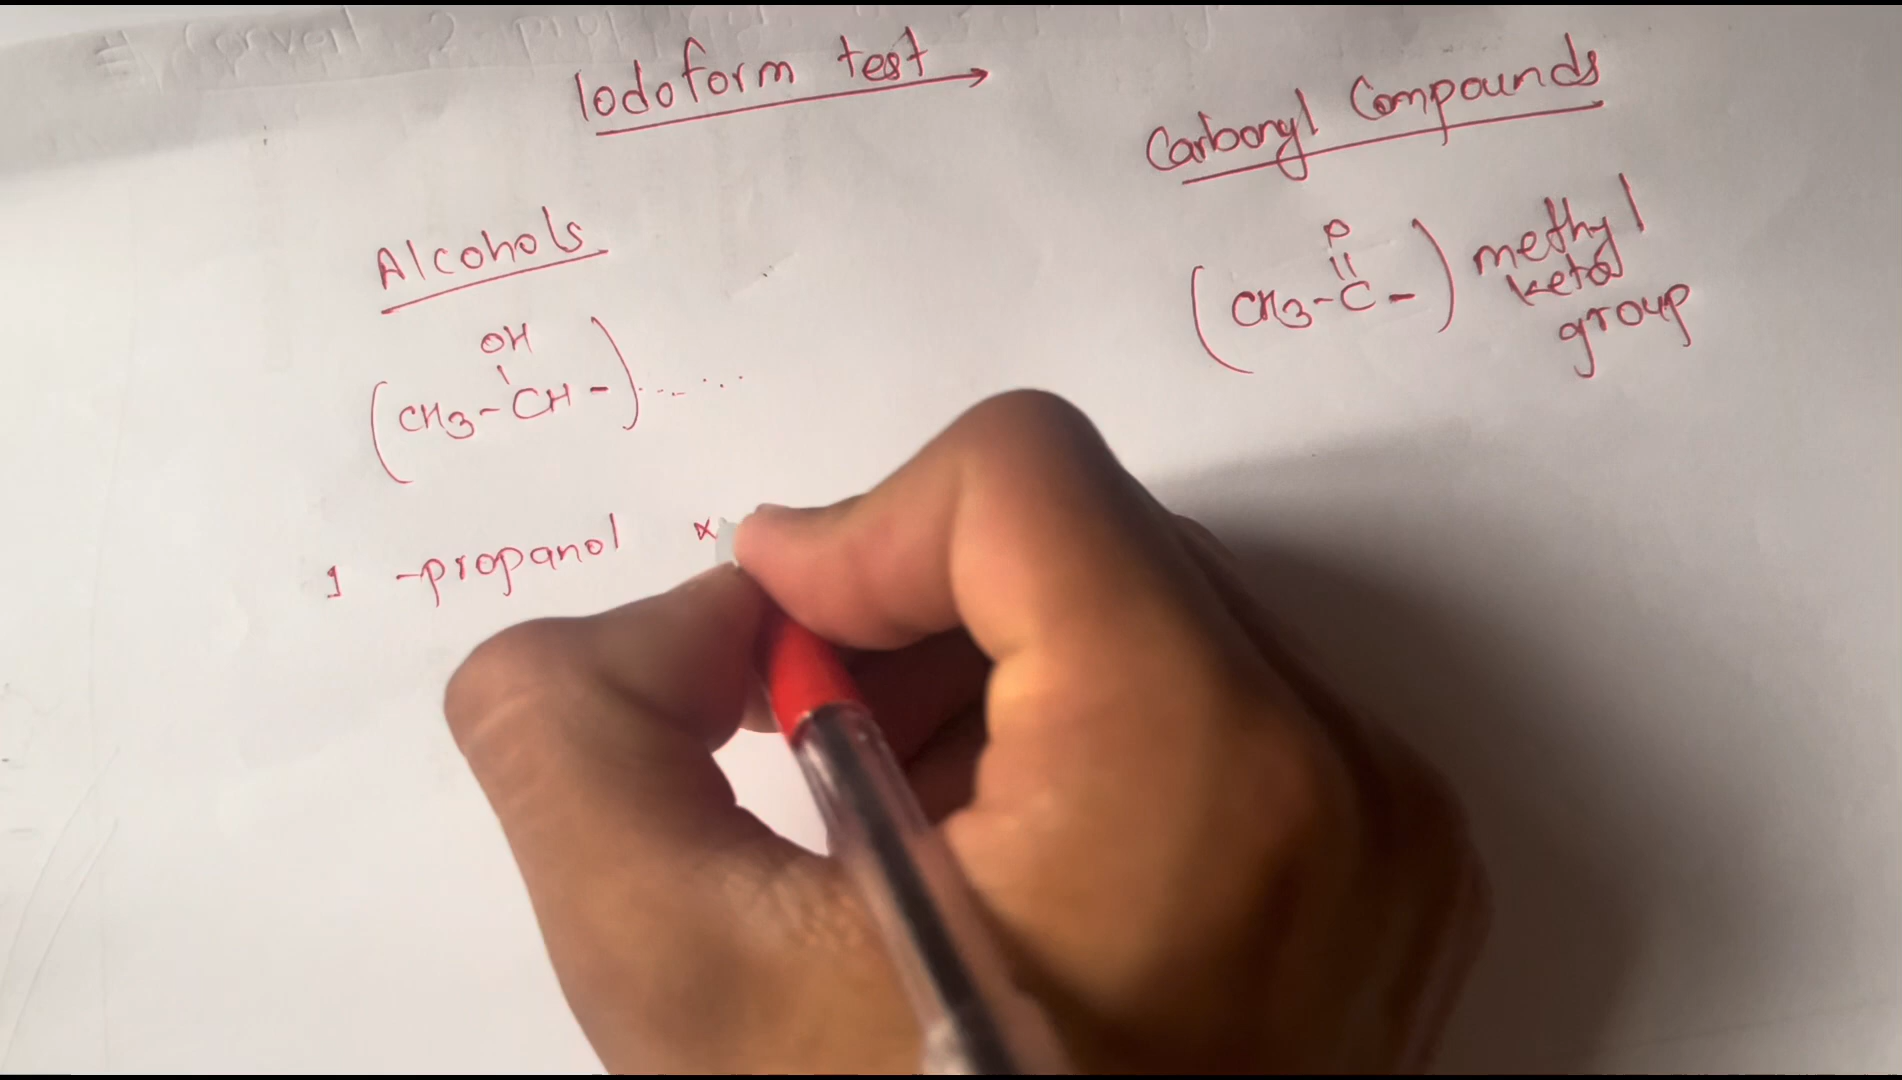 Iodoform test
Carbonyl Compounds
Alcohols
OH
(CH3-CH-).......
O
(CH3-C-) methyl
keto
group
1 -propanol x